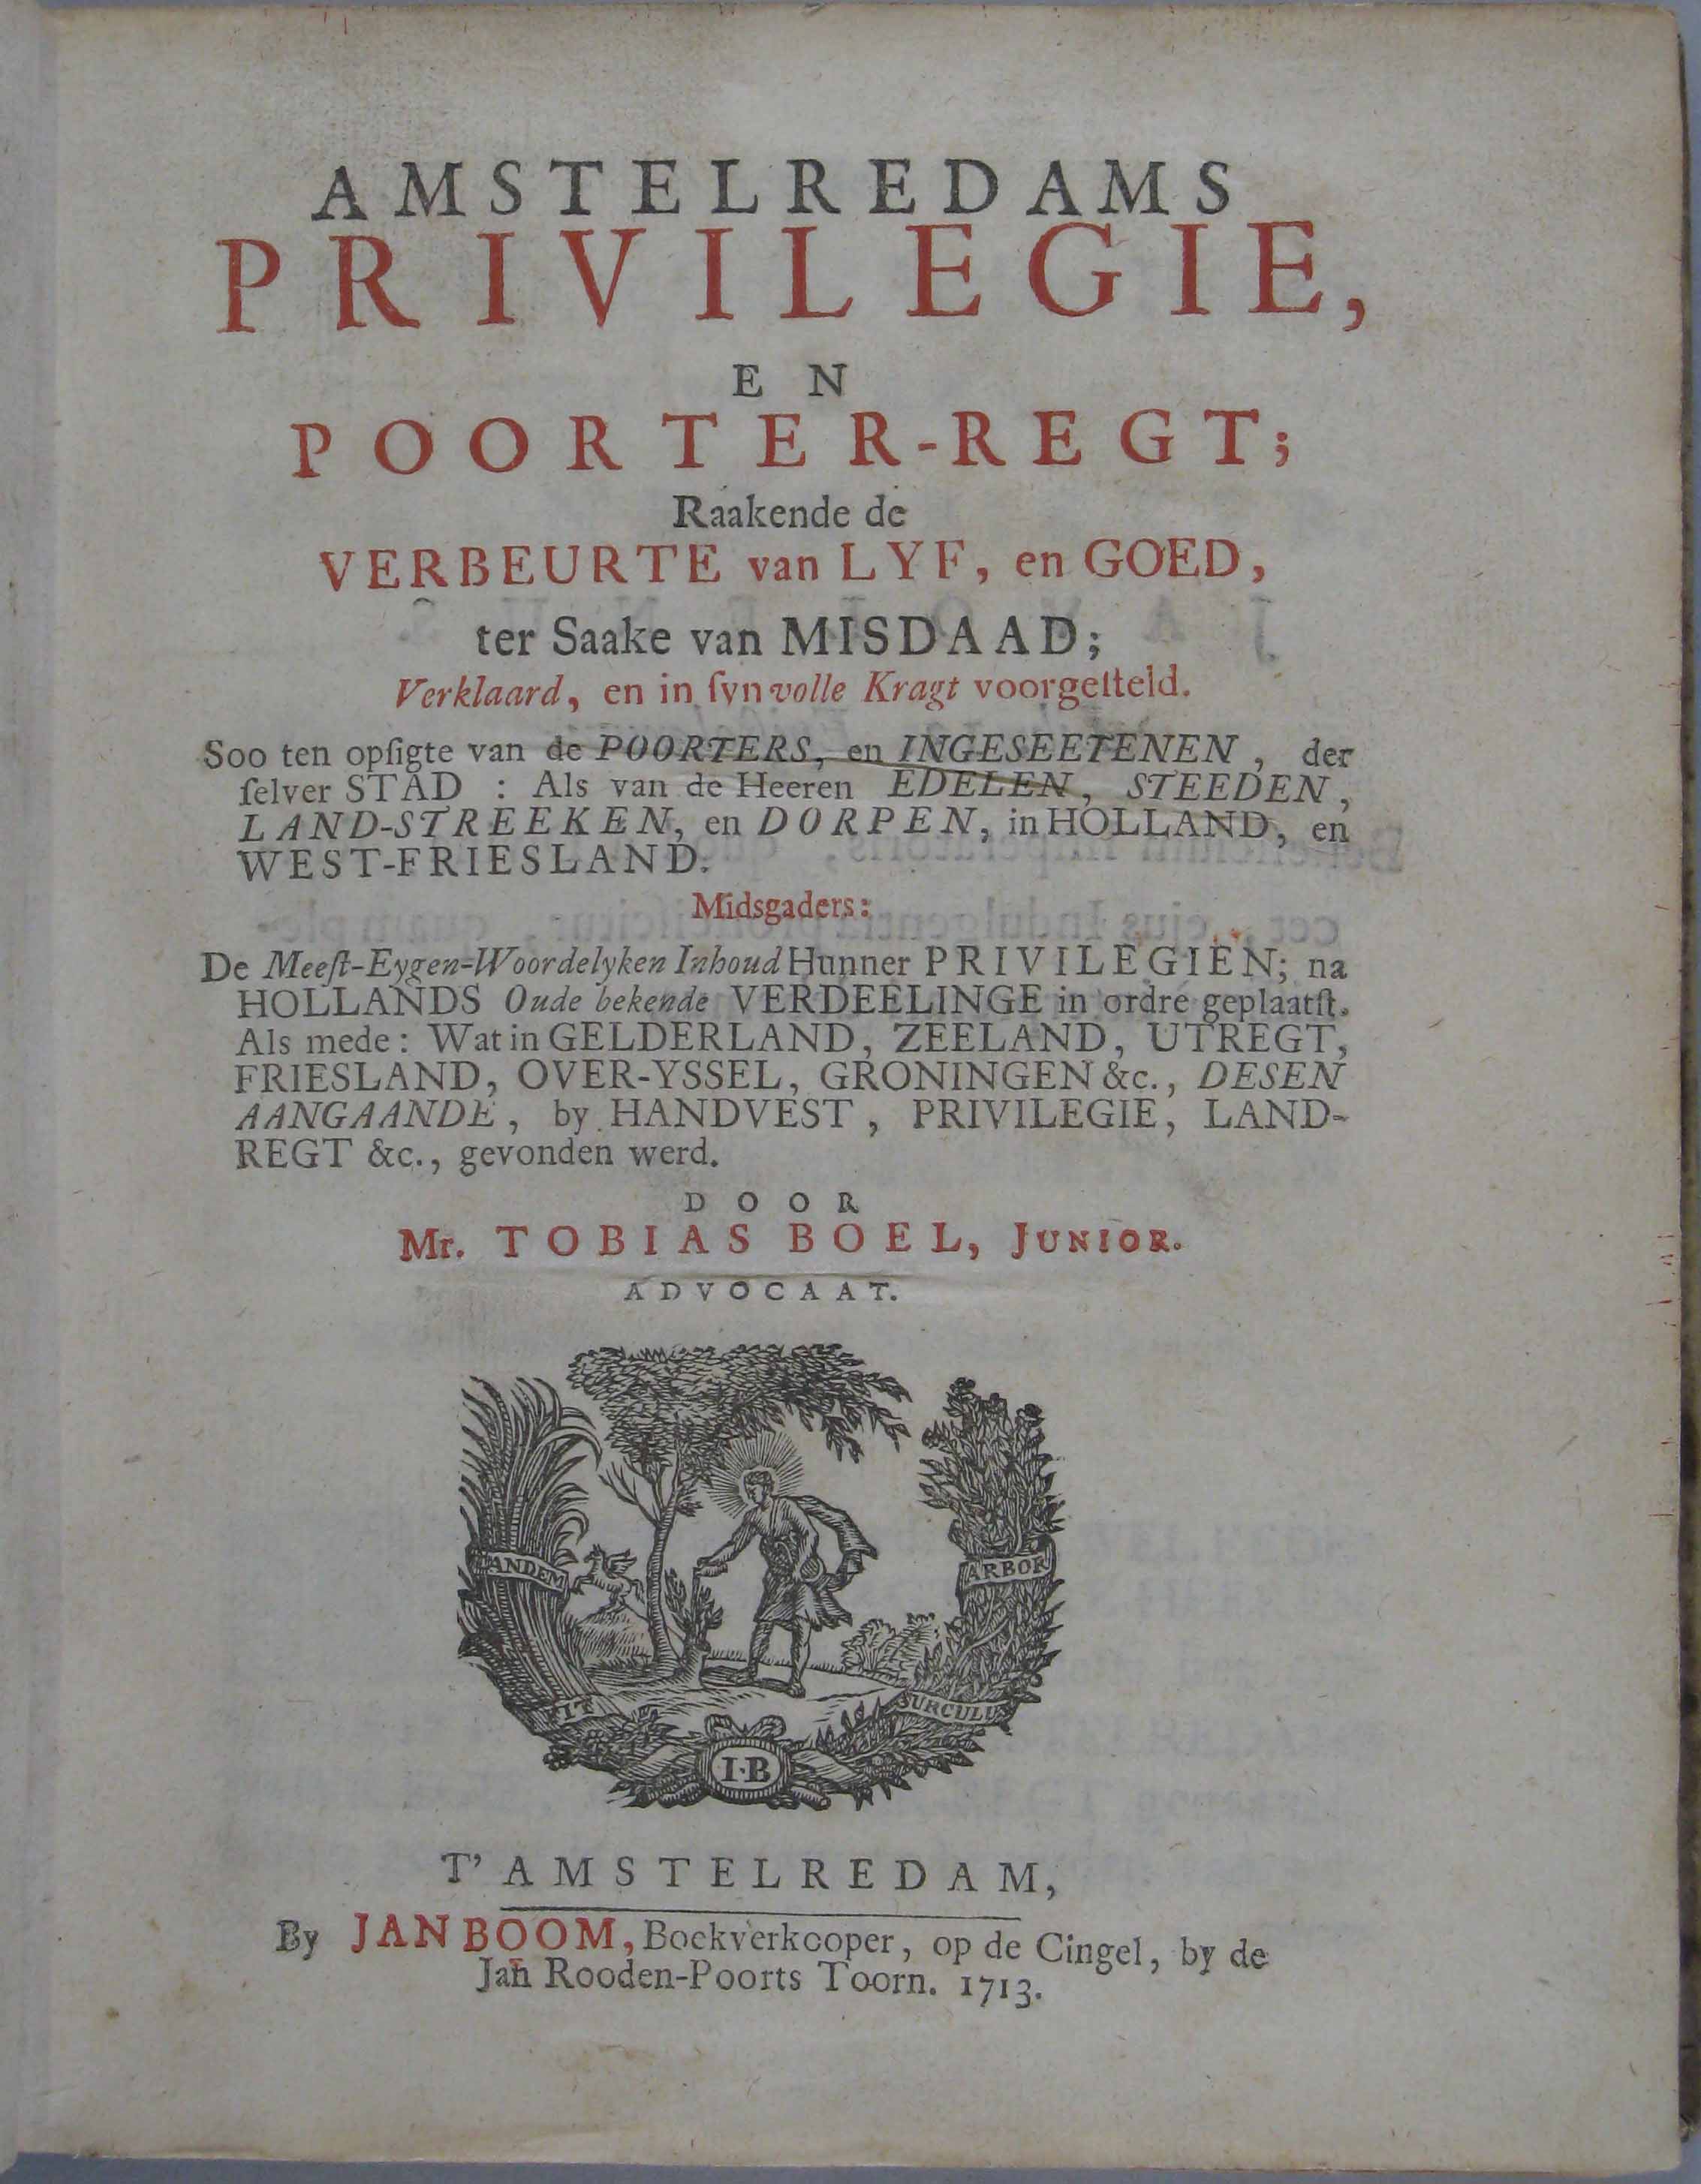 AMSTELREDAMS
PRIVILEGIE,
EN
POORTER-REGT;
Raakende de
VERBEURTE van LYF, en GOED,
ter Saake van MISDAAD;
Verklaard, en in ſyn volle Kragt voorgeſteld.
Soo ten opſigte van de POORTERS, en INGESEETENEN, der
ſelver STAD : Als van de Heeren EDELEN, STEEDEN,
LAND-STREEKEN, en DORPEN, in HOLLAND, en
WEST-FRIESLAND.
Midsgaders:
De Meeſt-Eygen-Woordelyken Inhoud Hunner PRIVILEGIEN; na
HOLLANDS Oude bekende VERDEELINGE in ordre geplaatſt.
Als mede: Wat in GELDERLAND, ZEELAND, UTREGT,
FRIESLAND, OVER-YSSEL, GRONINGEN &c., DESEN
AANGAANDE, by HANDVEST, PRIVILEGIE, LAND-
REGT &c., gevonden werd.
DOOR
Mr. TOBIAS BOEL, JUNIOR.
ADVOCAAT.
TANDEM
ARBOR
FIT
SURCULUS
I·B
T'AMSTELREDAM,
By JAN BOOM, Boekverkooper, op de Cingel, by de
Jan Rooden-Poorts Toorn. 1713.